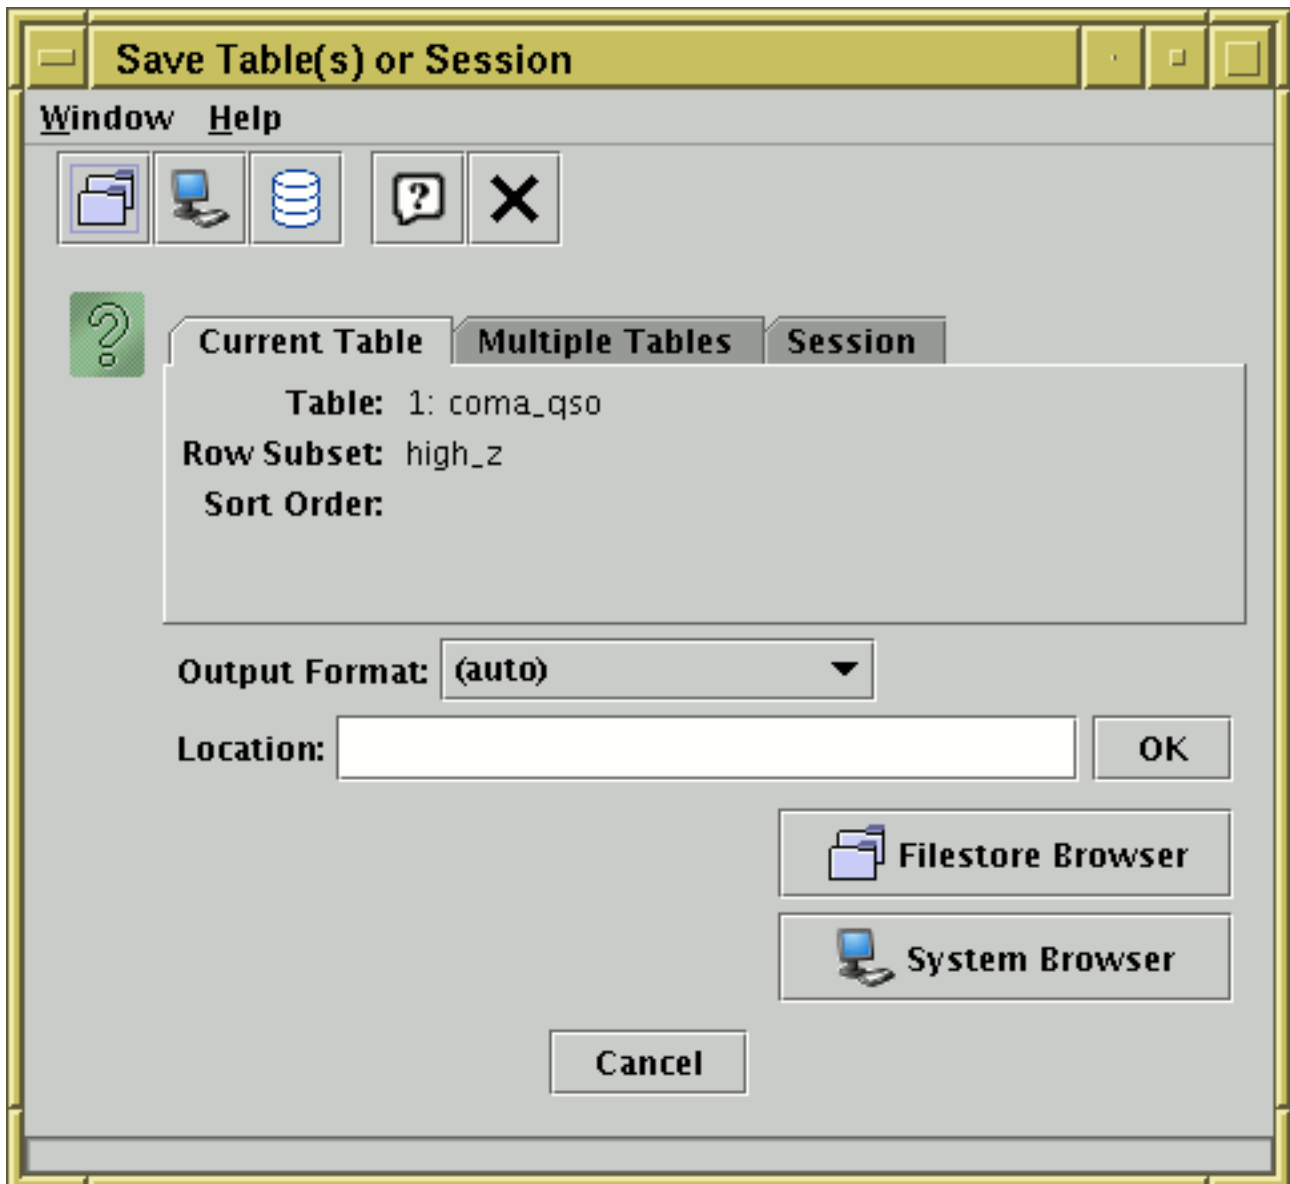 Save Table(s) or Session
Window Help
Current Table Multiple Tables Session
Table: 1: coma_qso
Row Subset: high_z
Sort Order:
Output Format: (auto)
Location: OK
Filestore Browser
System Browser
Cancel